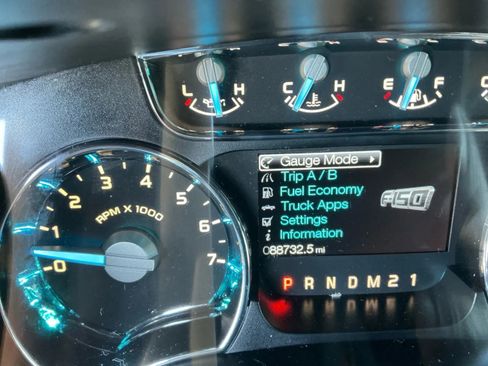 L H C H E F
Gauge Mode
Trip A / B
Fuel Economy
Truck Apps
Settings
Information
088732.5 mi
F150
0 1 2 3 4 5 6 7
RPM X 1000
P R N D M 2 1